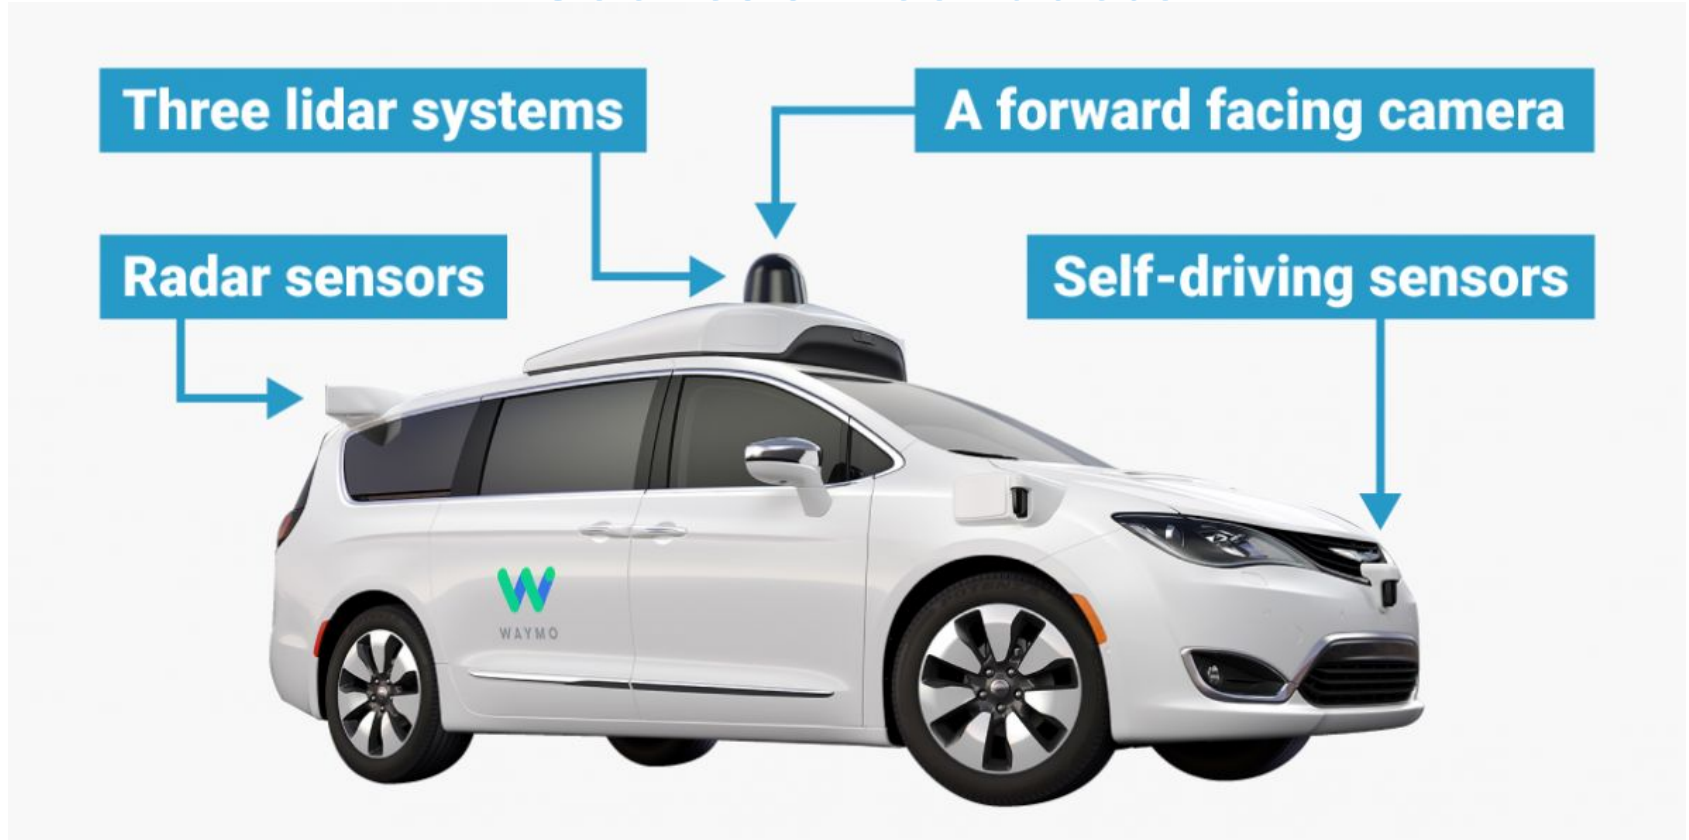 Three lidar systems
A forward facing camera
Radar sensors
Self-driving sensors
WAYMO